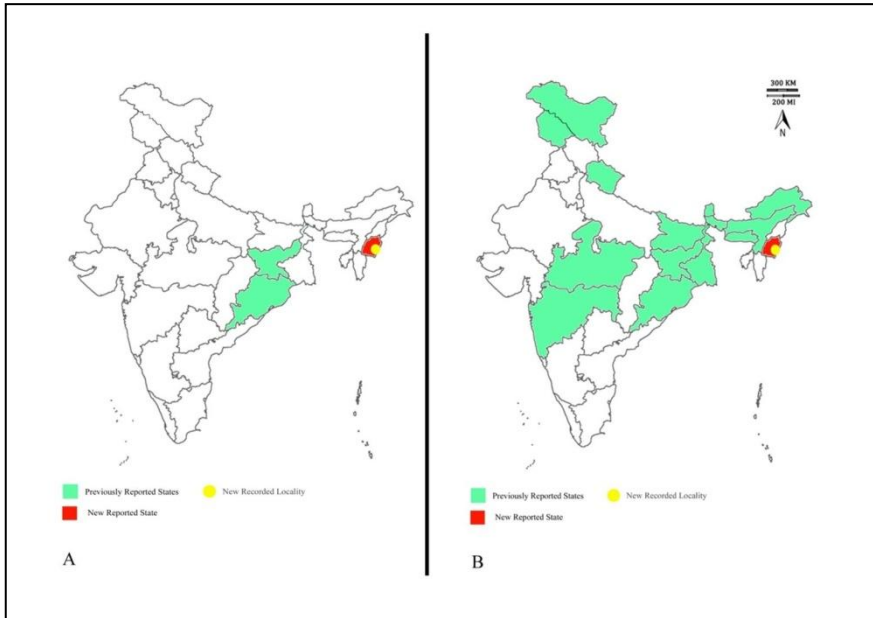 300 KM
200 MI
N
Previously Reported States
New Recorded Locality
New Reported State
A
Previously Reported States
New Recorded Locality
New Reported State
B